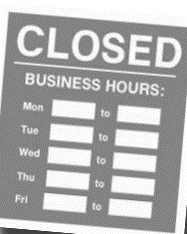 CLOSED
BUSINESS HOURS:
Mon to
Tue to
Wed to
Thu to
Fri to